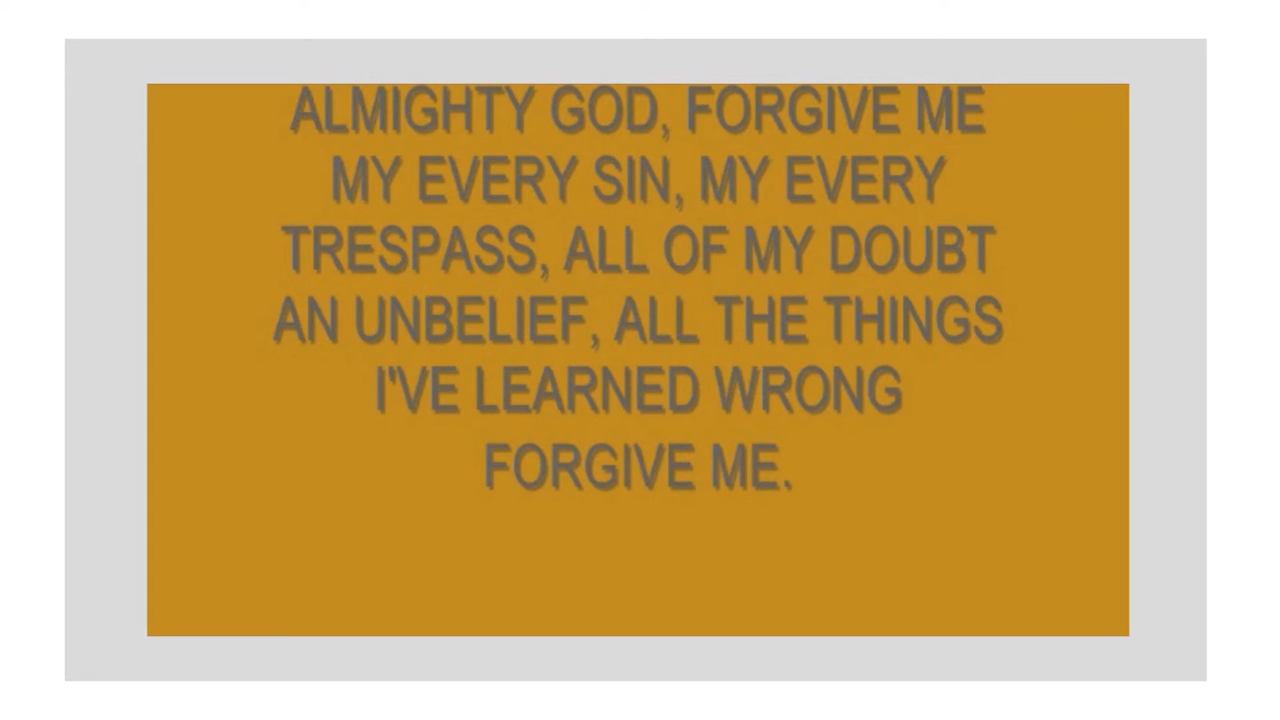 ALMIGHTY GOD, FORGIVE ME
MY EVERY SIN, MY EVERY
TRESPASS, ALL OF MY DOUBT
AN UNBELIEF, ALL THE THINGS
I'VE LEARNED WRONG
FORGIVE ME.